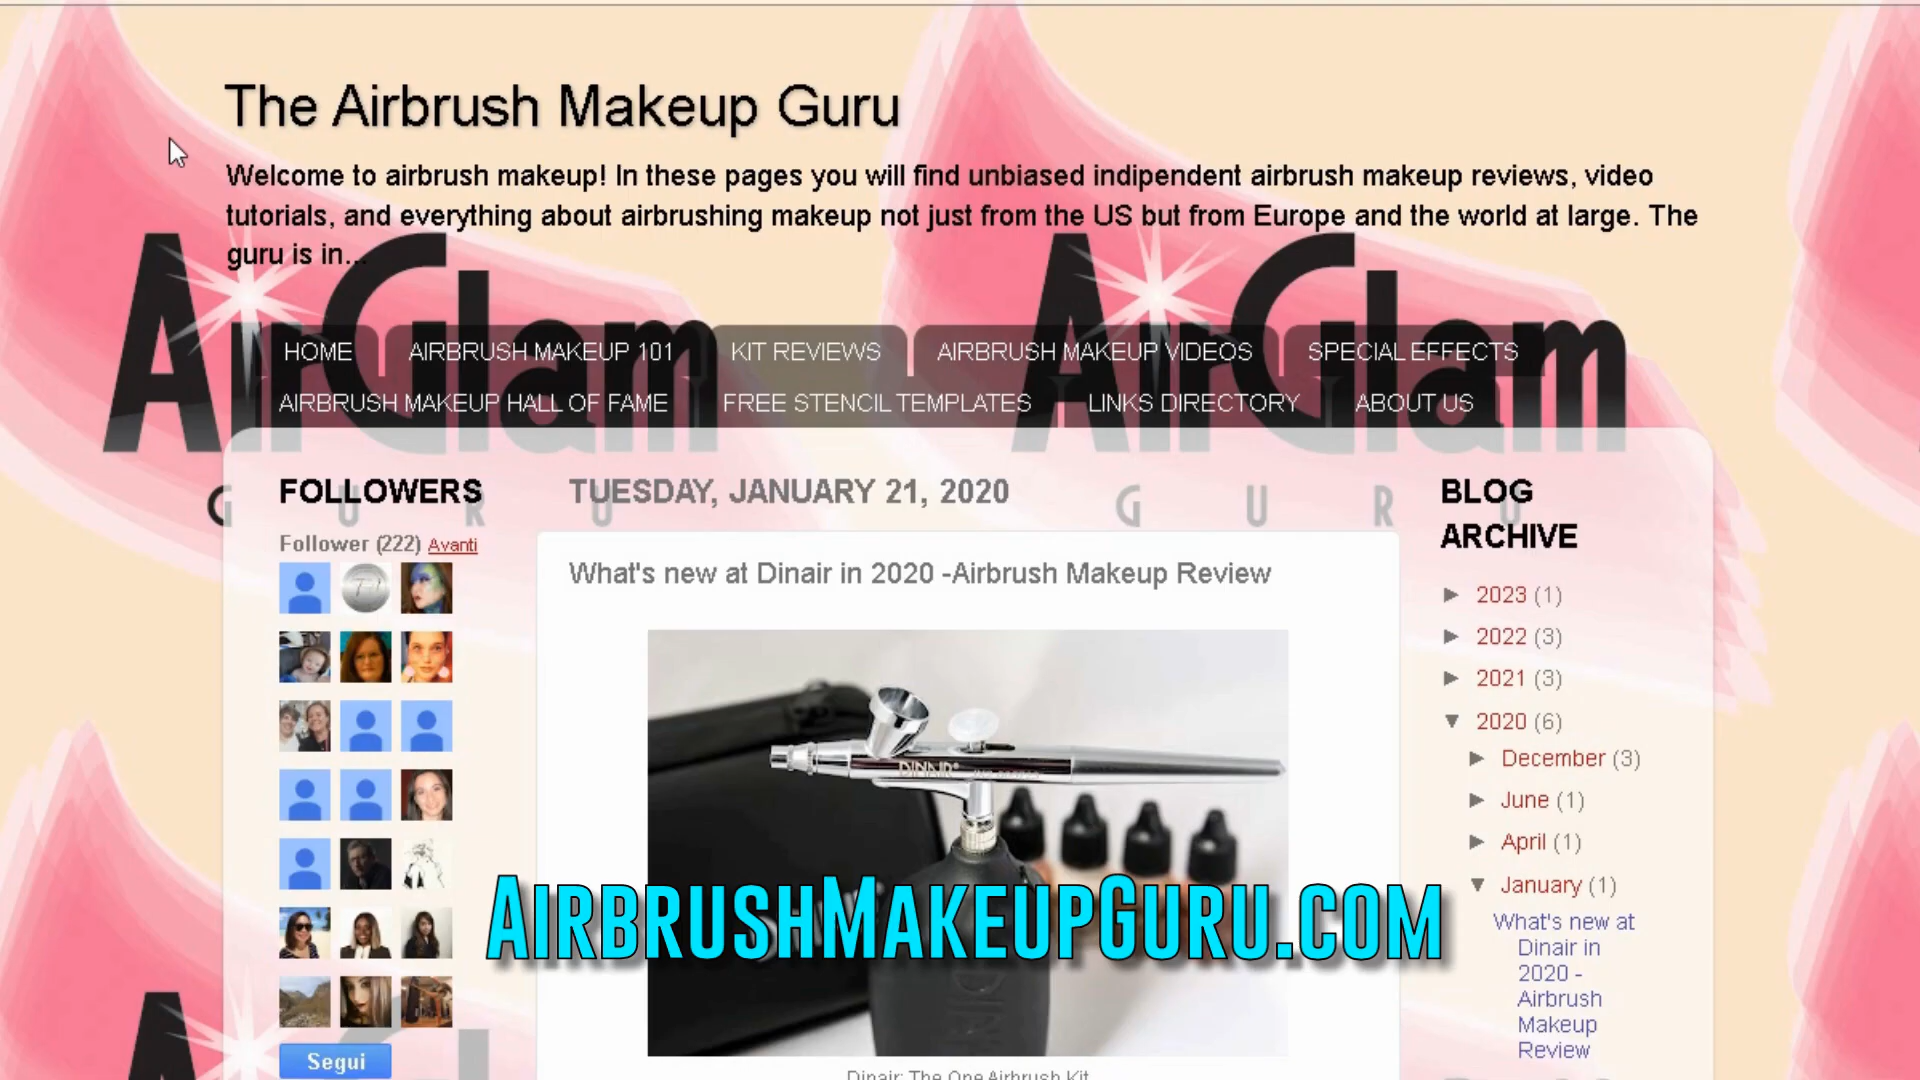 The Airbrush Makeup Guru
Welcome to airbrush makeup! In these pages you will find unbiased indipendent airbrush makeup reviews, video
tutorials, and everything about airbrushing makeup not just from the US but from Europe and the world at large. The
guru is in...
AirGlam AirGlam
HOME AIRBRUSH MAKEUP 101 KIT REVIEWS AIRBRUSH MAKEUP VIDEOS SPECIAL EFFECTS
AIRBRUSH MAKEUP HALL OF FAME FREE STENCIL TEMPLATES LINKS DIRECTORY ABOUT US
GURU GURU
FOLLOWERS
Follower (222) Avanti
Segui
TUESDAY, JANUARY 21, 2020
What's new at Dinair in 2020 -Airbrush Makeup Review
DINAIR
AirbrushMakeupGuru.com
Dinair: The One Airbrush Kit
BLOG
ARCHIVE
► 2023 (1)
► 2022 (3)
► 2021 (3)
▼ 2020 (6)
► December (3)
► June (1)
► April (1)
▼ January (1)
What's new at
Dinair in
2020 -
Airbrush
Makeup
Review